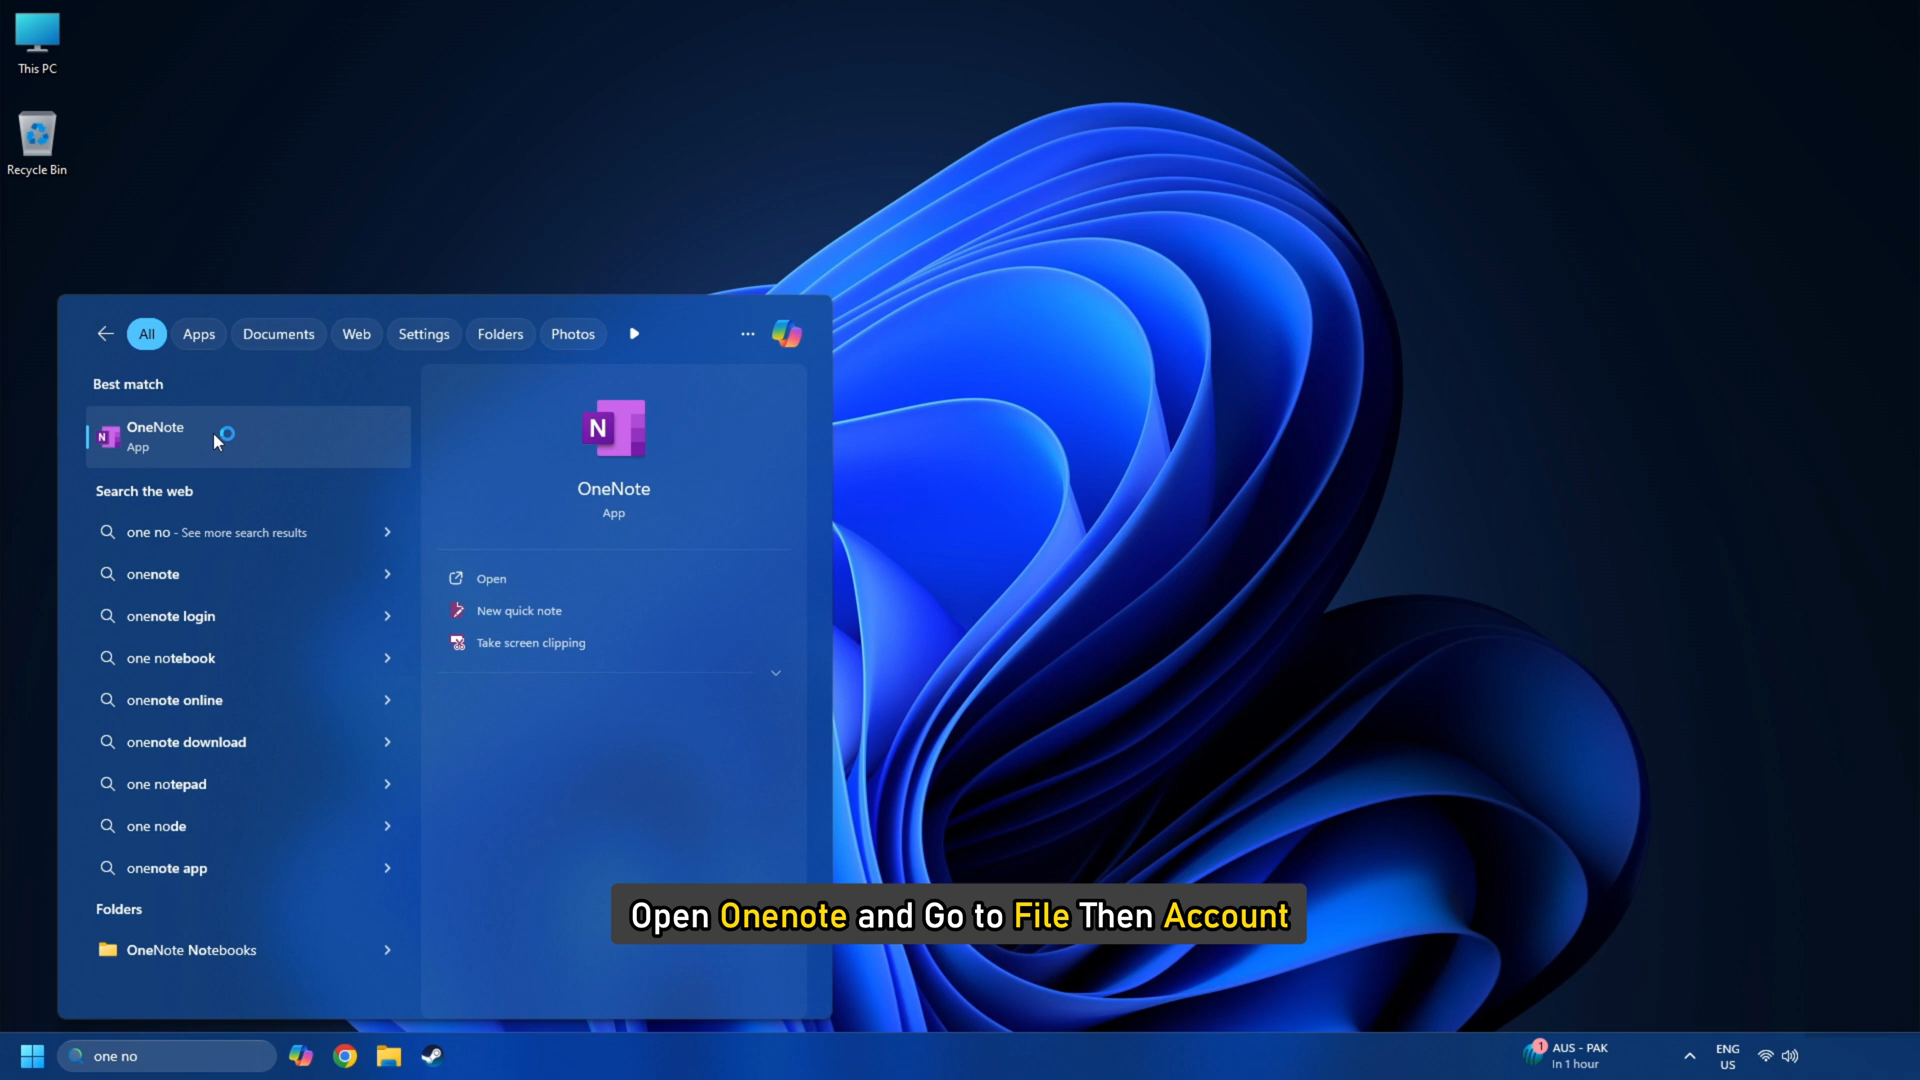 This PC
Recycle Bin
All
Apps
Documents
Web
Settings
Folders
Photos
Best match
OneNote
App
Search the web
one no - See more search results
onenote
onenote login
one notebook
onenote online
onenote download
one notepad
one node
onenote app
Folders
OneNote Notebooks
N
OneNote
App
Open
New quick note
Take screen clipping
Open Onenote and Go to File Then Account
one no
1
AUS - PAK
In 1 hour
ENG
US